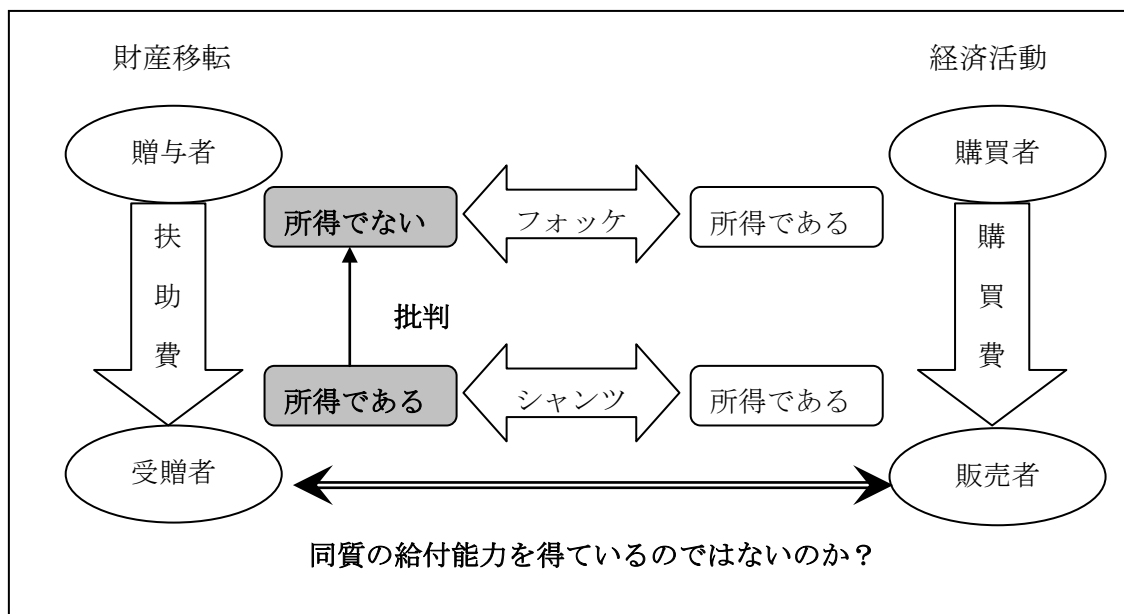 財産移転
経済活動
贈与者
購買者
所得でない
フォッケ
所得である
扶
助
費
購
買
費
批判
所得である
シャンツ
所得である
受贈者
販売者
同質の給付能力を得ているのではないのか？